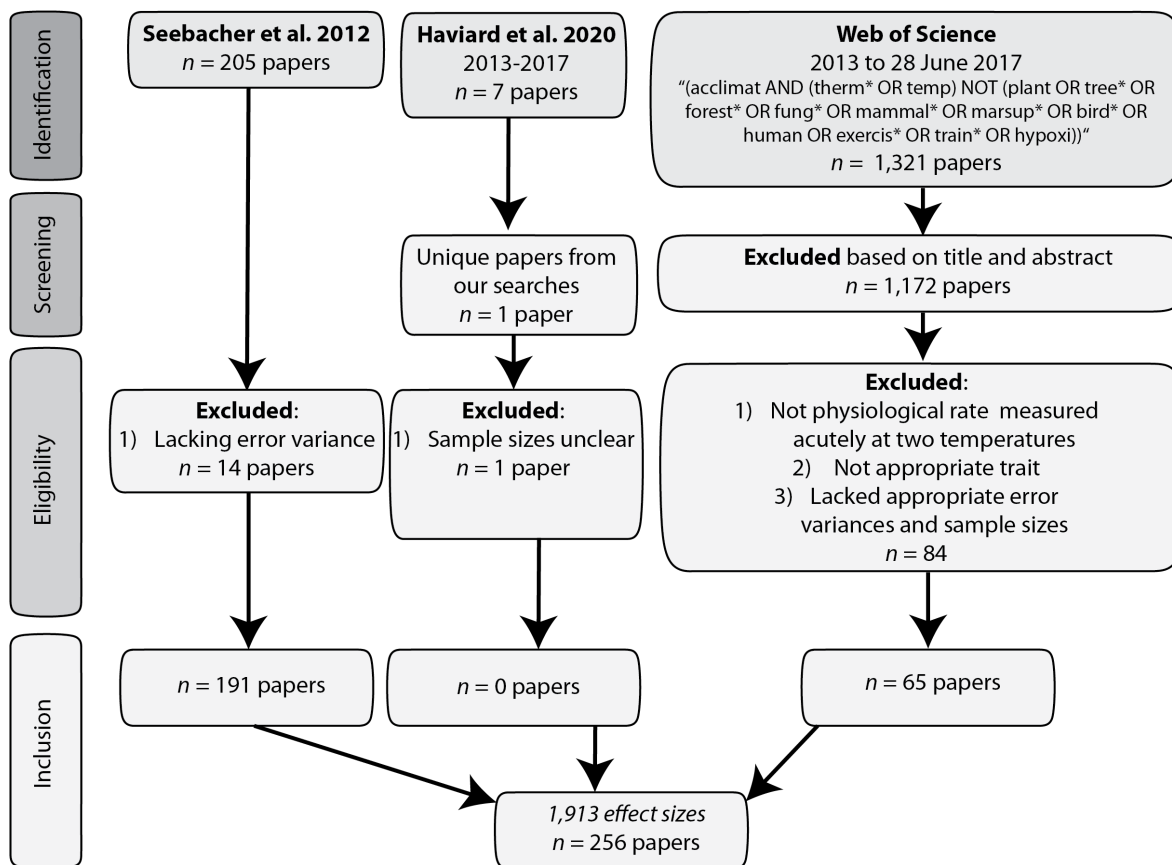 Identification
Seebacher et al. 2012
n = 205 papers
Haviard et al. 2020
2013-2017
n = 7 papers
Web of Science
2013 to 28 June 2017
“(acclimat AND (therm* OR temp) NOT (plant OR tree* OR
forest* OR fung* OR mammal* OR marsup* OR bird* OR
human OR exercis* OR train* OR hypoxi))“
n = 1,321 papers
Screening
Unique papers from
our searches
n = 1 paper
Excluded based on title and abstract
n = 1,172 papers
Eligibility
Excluded:
1) Lacking error variance
n = 14 papers
Excluded:
1) Sample sizes unclear
n = 1 paper
Excluded:
1) Not physiological rate measured
acutely at two temperatures
2) Not appropriate trait
3) Lacked appropriate error
variances and sample sizes
n = 84
Inclusion
n = 191 papers
n = 0 papers
n = 65 papers
1,913 effect sizes
n = 256 papers